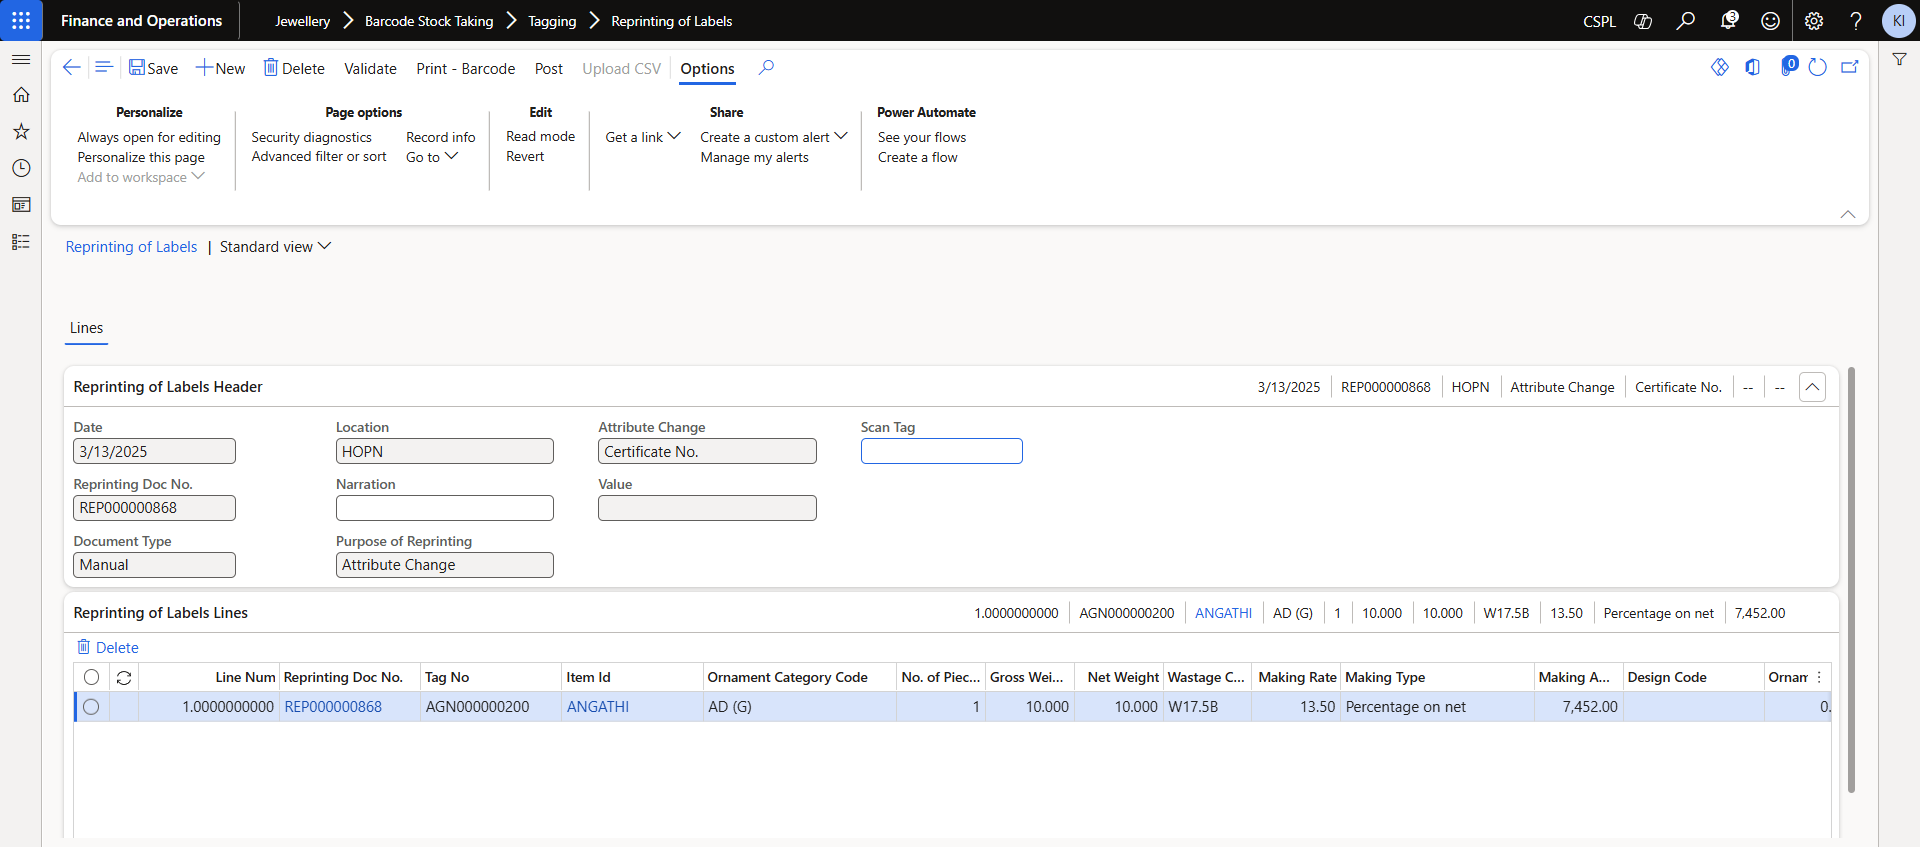 Finance and Operations Jewellery Barcode Stock Taking Tagging Reprinting of Labels CSPL 3 ? KI
Save New Delete Validate Print - Barcode Post Upload CSV Options 0
Personalize Page options Edit Share Power Automate
Always open for editing Security diagnostics Record info Read mode Get a link Create a custom alert See your flows
Personalize this page Advanced filter or sort Go to Revert Manage my alerts Create a flow
Add to workspace
Reprinting of Labels | Standard view
Lines
Reprinting of Labels Header 3/13/2025 REP000000868 HOPN Attribute Change Certificate No. -- --
Date Location Attribute Change Scan Tag
3/13/2025 HOPN Certificate No.
Reprinting Doc No. Narration Value
REP000000868
Document Type Purpose of Reprinting
Manual Attribute Change
Reprinting of Labels Lines 1.0000000000 AGN000000200 ANGATHI AD (G) 1 10.000 10.000 W17.5B 13.50 Percentage on net 7,452.00
Delete
Line Num Reprinting Doc No. Tag No Item Id Ornament Category Code No. of Piec... Gross Wei... Net Weight Wastage C... Making Rate Making Type Making A... Design Code Ornam
1.0000000000 REP000000868 AGN000000200 ANGATHI AD (G) 1 10.000 10.000 W17.5B 13.50 Percentage on net 7,452.00 0.